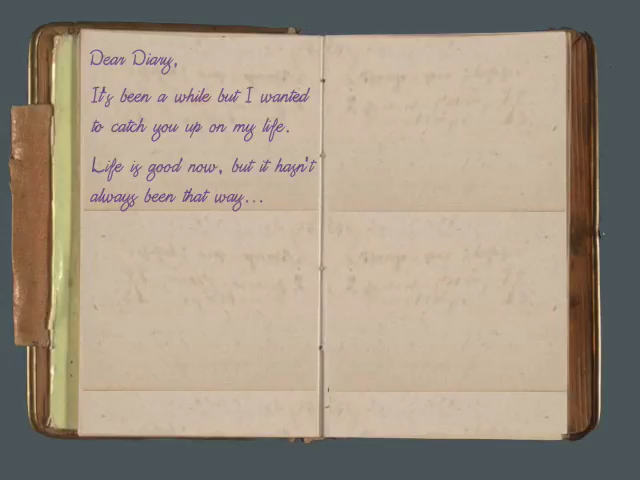 Dear Diary,
It's been a while but I wanted
to catch you up on my life.
Life is good now, but it hasn't
always been that way...